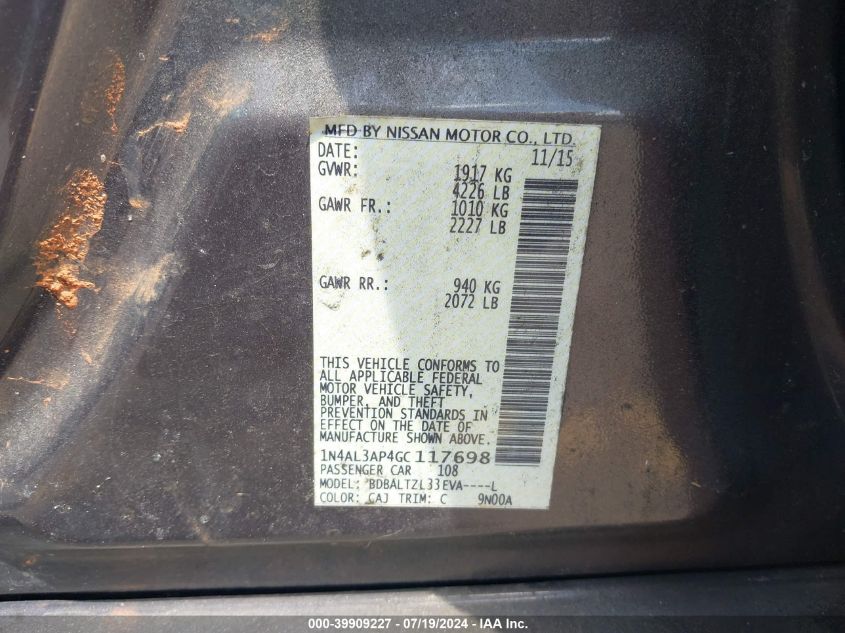 MFD BY NISSAN MOTOR CO., LTD.
DATE: 11/15
GVWR: 1917 KG
4226 LB
GAWR FR.: 1010 KG
2227 LB
GAWR RR.: 940 KG
2072 LB
THIS VEHICLE CONFORMS TO
ALL APPLICABLE FEDERAL
MOTOR VEHICLE SAFETY,
BUMPER, AND THEFT
PREVENTION STANDARDS IN
EFFECT ON THE DATE OF
MANUFACTURE SHOWN ABOVE.
1N4AL3AP4GC117698
PASSENGER CAR 108
MODEL: BDBALTZL33EVA----L
COLOR: CAJ TRIM: C 9N00A
000-39909227 - 07/19/2024 - IAA Inc.